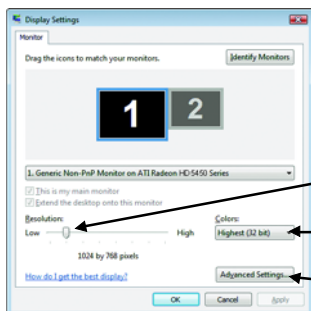 Display Settings
Monitor
Drag the icons to match your monitors.
Identify Monitors
1 2
1. Generic Non-PnP Monitor on ATI Radeon HD 5450 Series
This is my main monitor
Extend the desktop onto this monitor
Resolution: Colors:
Low High Highest (32 bit)
1024 by 768 pixels
How do I get the best display? Advanced Settings...
OK Cancel Apply